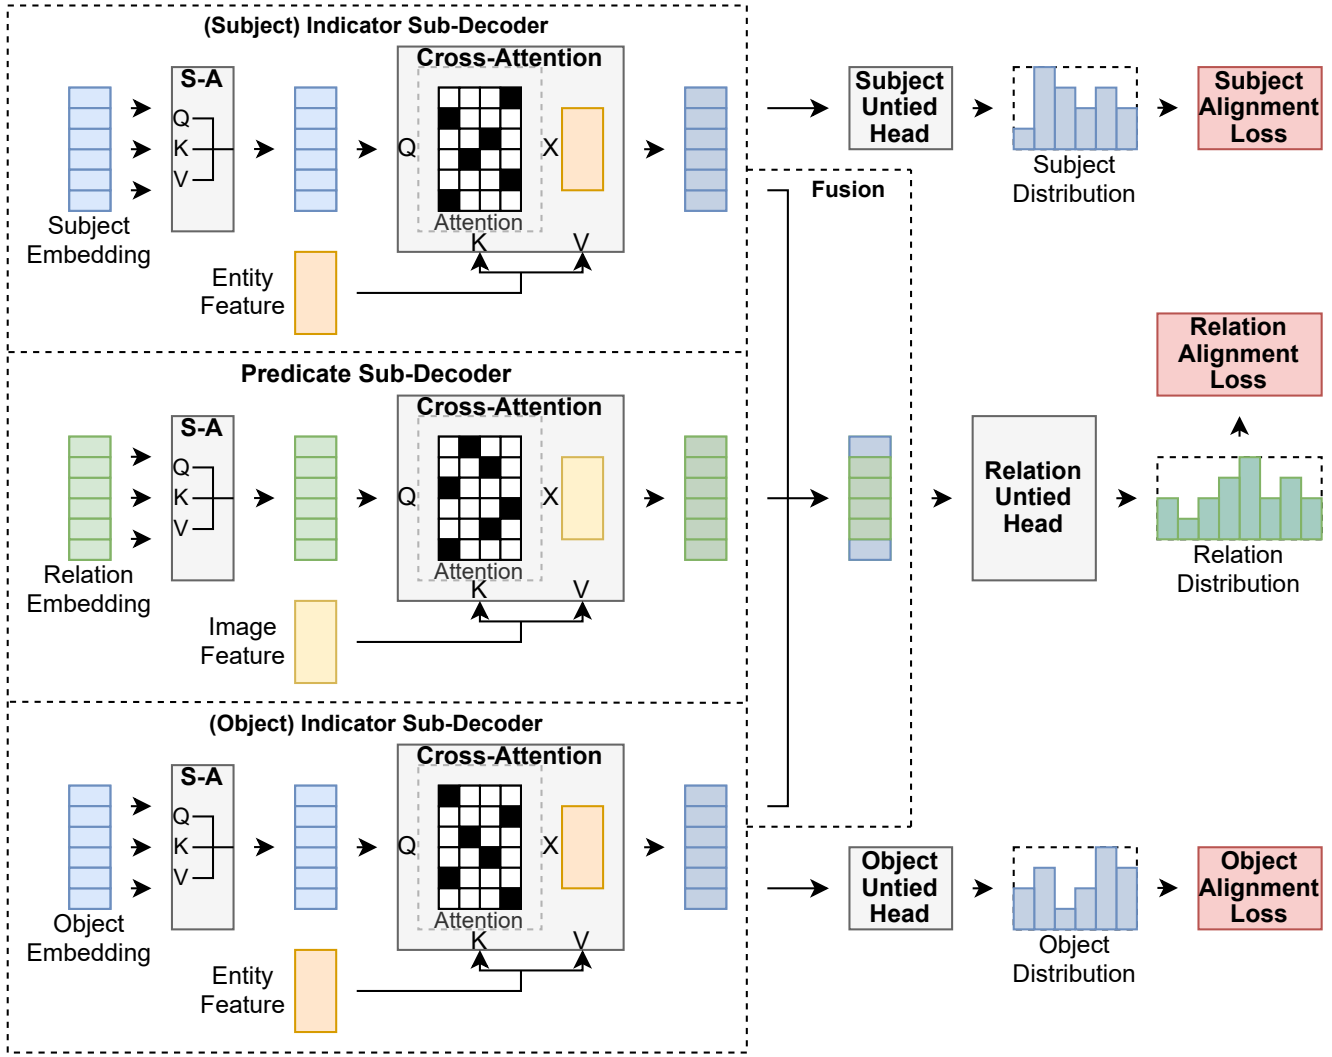 (Subject) Indicator Sub-Decoder
S-A
Q
K
V
Subject
Embedding
Entity
Feature
Cross-Attention
Q
Attention
X
K
V
Subject
Untied
Head
Subject
Distribution
Subject
Alignment
Loss
Fusion
Predicate Sub-Decoder
S-A
Q
K
V
Relation
Embedding
Image
Feature
Cross-Attention
Q
Attention
X
K
V
Relation
Untied
Head
Relation
Distribution
Relation
Alignment
Loss
(Object) Indicator Sub-Decoder
S-A
Q
K
V
Object
Embedding
Entity
Feature
Cross-Attention
Q
Attention
X
K
V
Object
Untied
Head
Object
Distribution
Object
Alignment
Loss